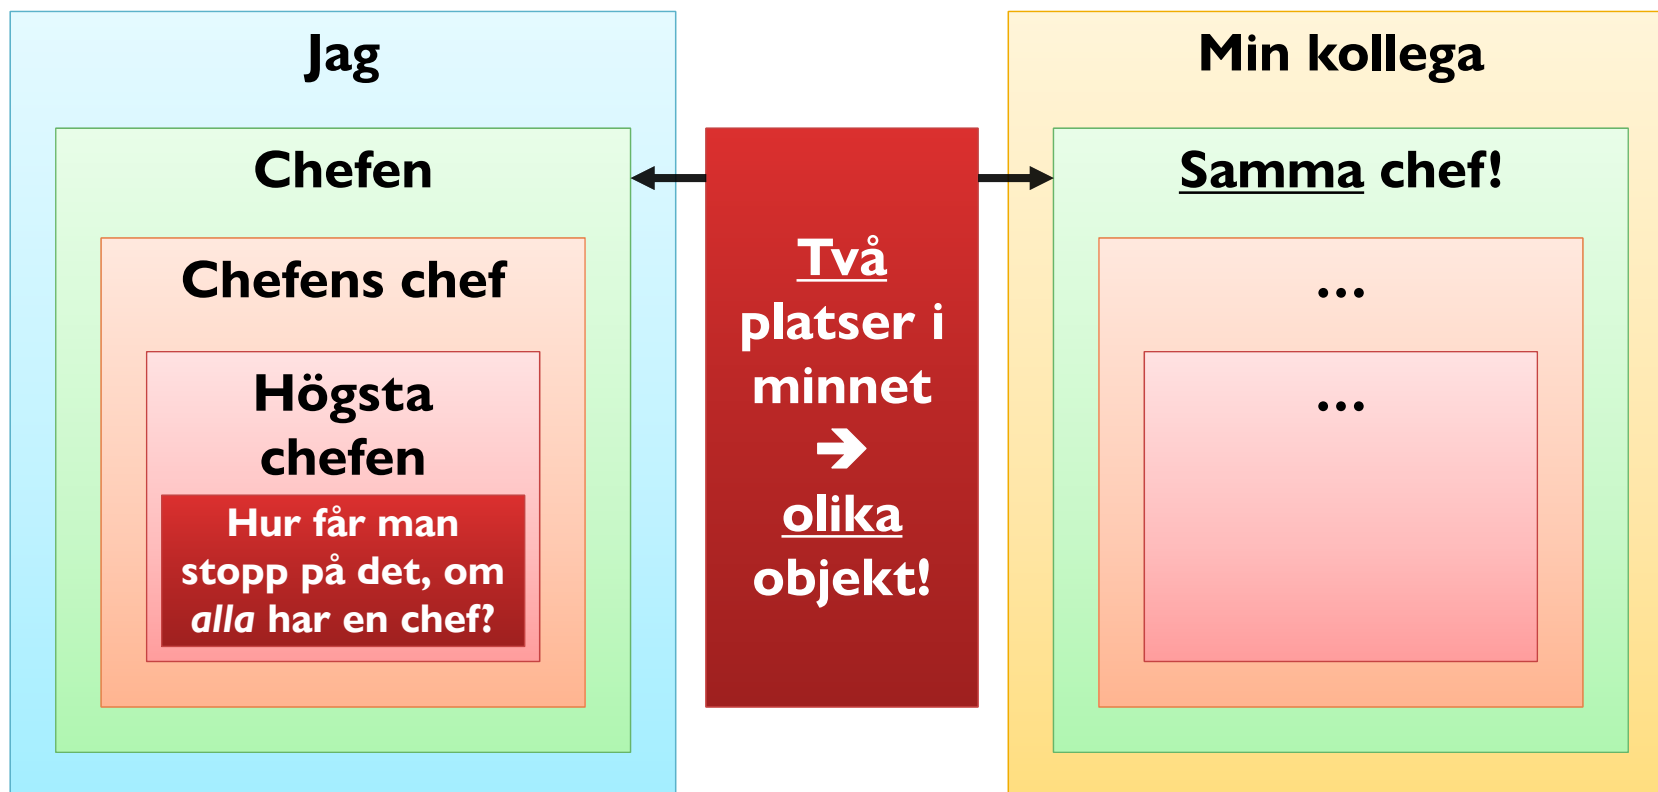 Jag
Chefen
Chefens chef
Högsta
chefen
Hur får man
stopp på det, om
alla har en chef?
Två
platser i
minnet
➔
olika
objekt!
Min kollega
Samma chef!
...
...